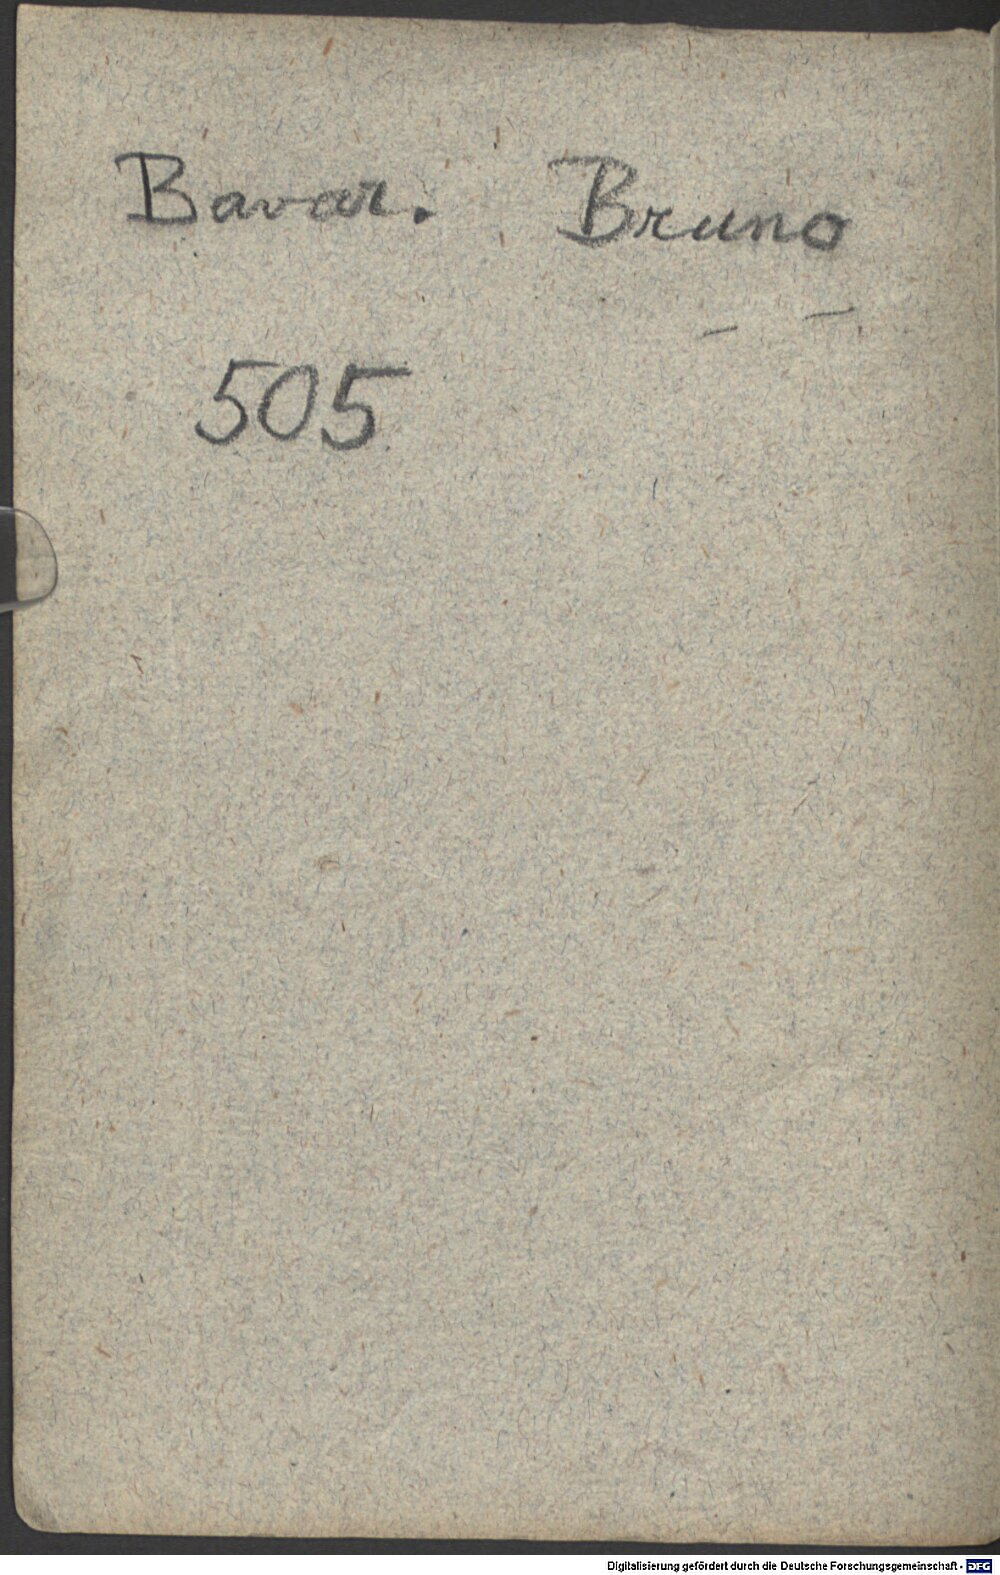 Bavar. Bruno
505
Digitalisierung gefördert durch die Deutsche Forschungsgemeinschaft - DFG